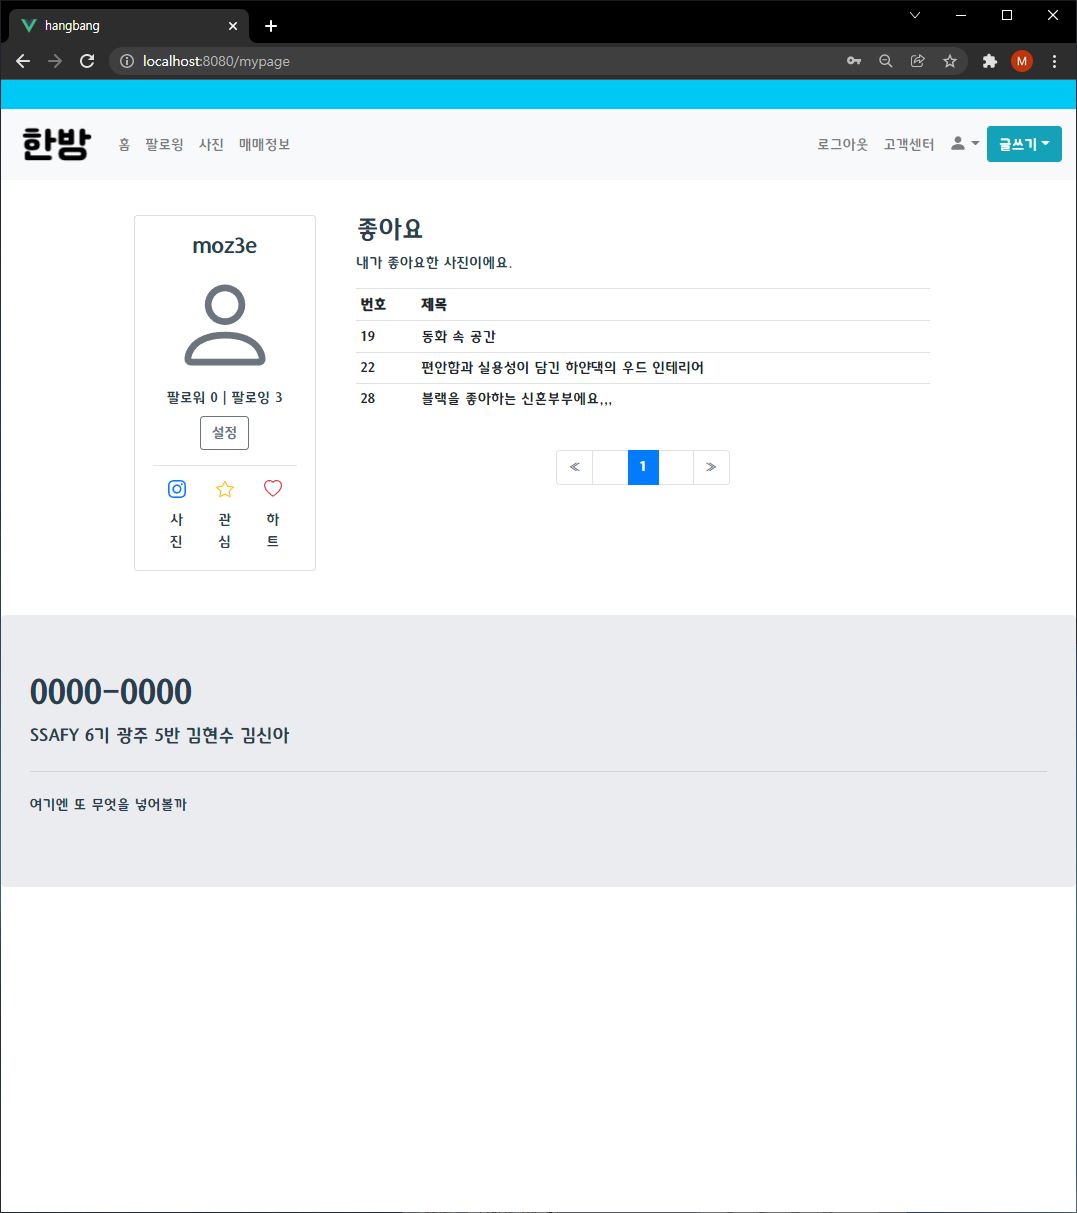 hangbang
localhost:8080/mypage
M
한방 홈 팔로윙 사진 매매정보 로그아웃 고객센터 글쓰기
moz3e
팔로워 0 | 팔로잉 3
설정
사진 관심 하트
좋아요
내가 좋아요한 사진이에요.
번호 제목
19 동화 속 공간
22 편안함과 실용성이 담긴 하얀댁의 우드 인테리어
28 블랙을 좋아하는 신혼부부에요,,,
≪ 1 ≫
0000-0000
SSAFY 6기 광주 5반 김현수 김신아
여기엔 또 무엇을 넣어볼까